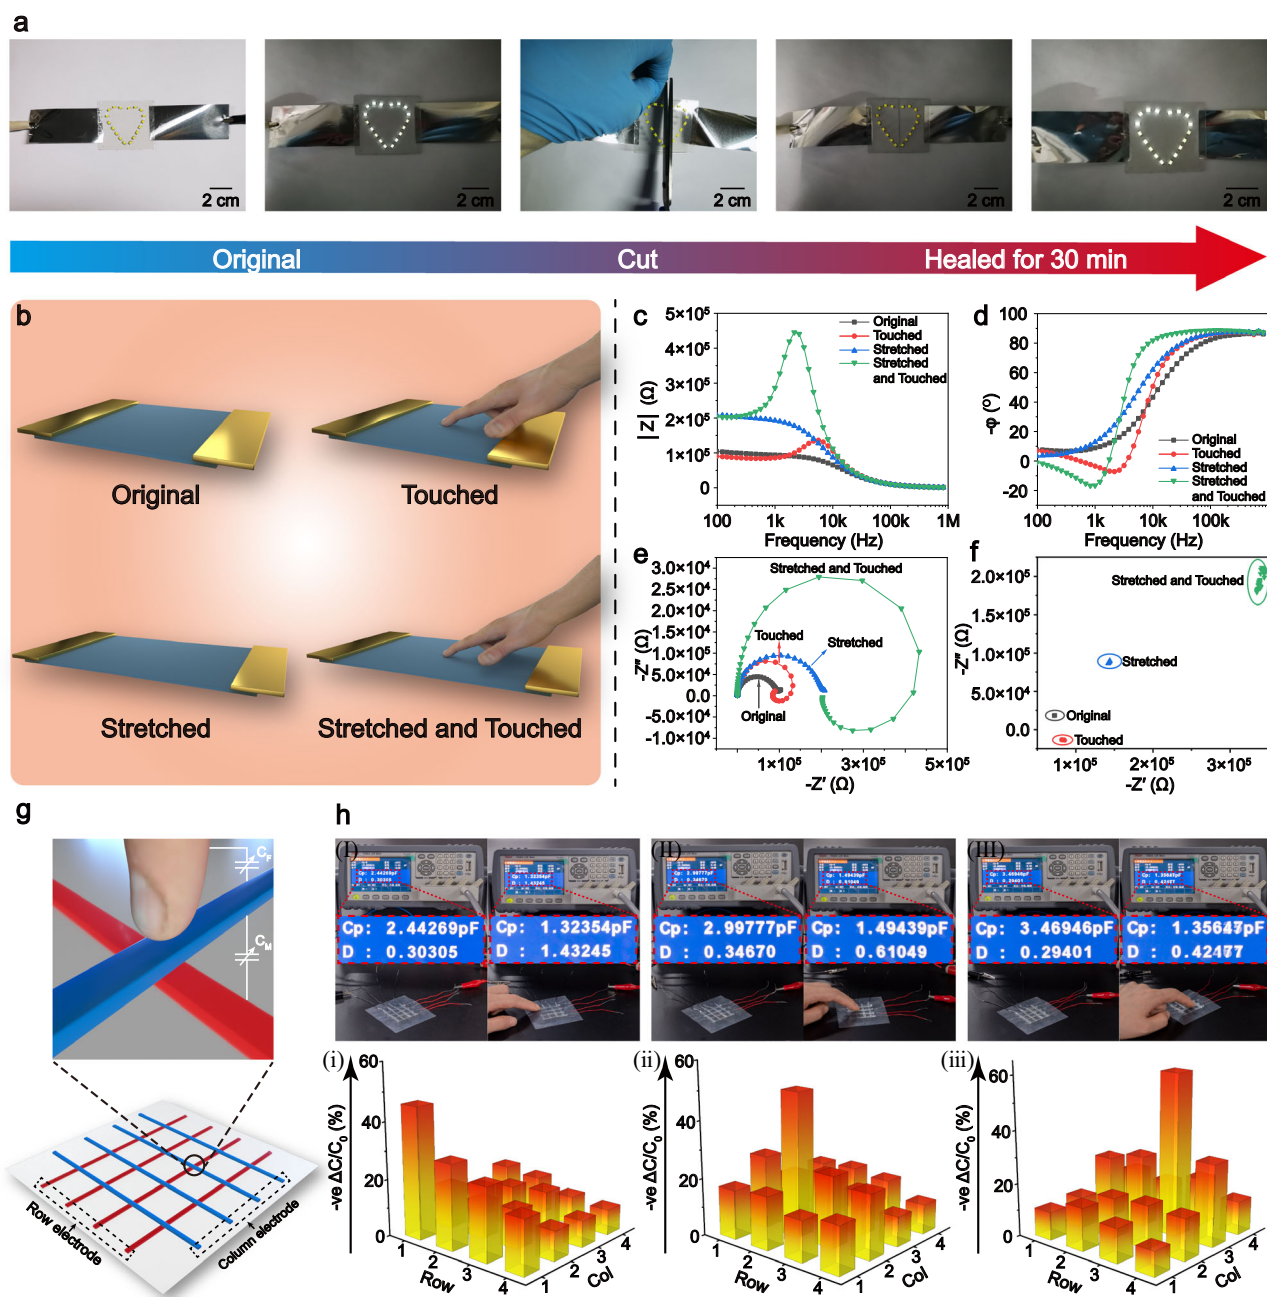 a
2 cm
2 cm
2 cm
2 cm
2 cm
Original
Cut
Healed for 30 min
b
Original
Touched
Stretched
Stretched and Touched
c
5×10⁵
4×10⁵
3×10⁵
2×10⁵
1×10⁵
0
|Z| (Ω)
Original
Touched
Stretched
Stretched
and Touched
100
1k
10k
100k
1M
Frequency (Hz)
d
100
80
60
40
20
0
-20
-φ (°)
Original
Touched
Stretched
Stretched
and Touched
100
1k
10k
100k
Frequency (Hz)
e
3.0×10⁴
2.5×10⁴
2.0×10⁴
1.5×10⁴
1.0×10⁴
5.0×10³
0.0
-5.0×10³
-1.0×10⁴
-Z″ (Ω)
Stretched and Touched
Touched
Stretched
Original
1×10⁵
3×10⁵
5×10⁵
-Z′ (Ω)
f
2.0×10⁵
1.0×10⁵
5.0×10⁴
0.0
-Z″ (Ω)
Stretched and Touched
Stretched
Original
Touched
1×10⁵
2×10⁵
3×10⁵
-Z′ (Ω)
g
C_F
C_M
Row electrode
Column electrode
h
(I)
Cp: 2.44269pF
D : 0.30305
Cp: 1.32354pF
D : 1.43245
(II)
Cp: 2.99777pF
D : 0.34670
Cp: 1.49439pF
D : 0.61049
(III)
Cp: 3.46946pF
D : 0.29401
(i)
60
40
20
0
-ve ΔC/C₀ (%)
1
2
3
4
Row
1
2
3
4
Col
(ii)
60
40
20
0
-ve ΔC/C₀ (%)
1
2
3
4
Row
1
2
3
4
Col
(iii)
60
40
20
0
-ve ΔC/C₀ (%)
1
2
3
4
Row
1
2
3
4
Col